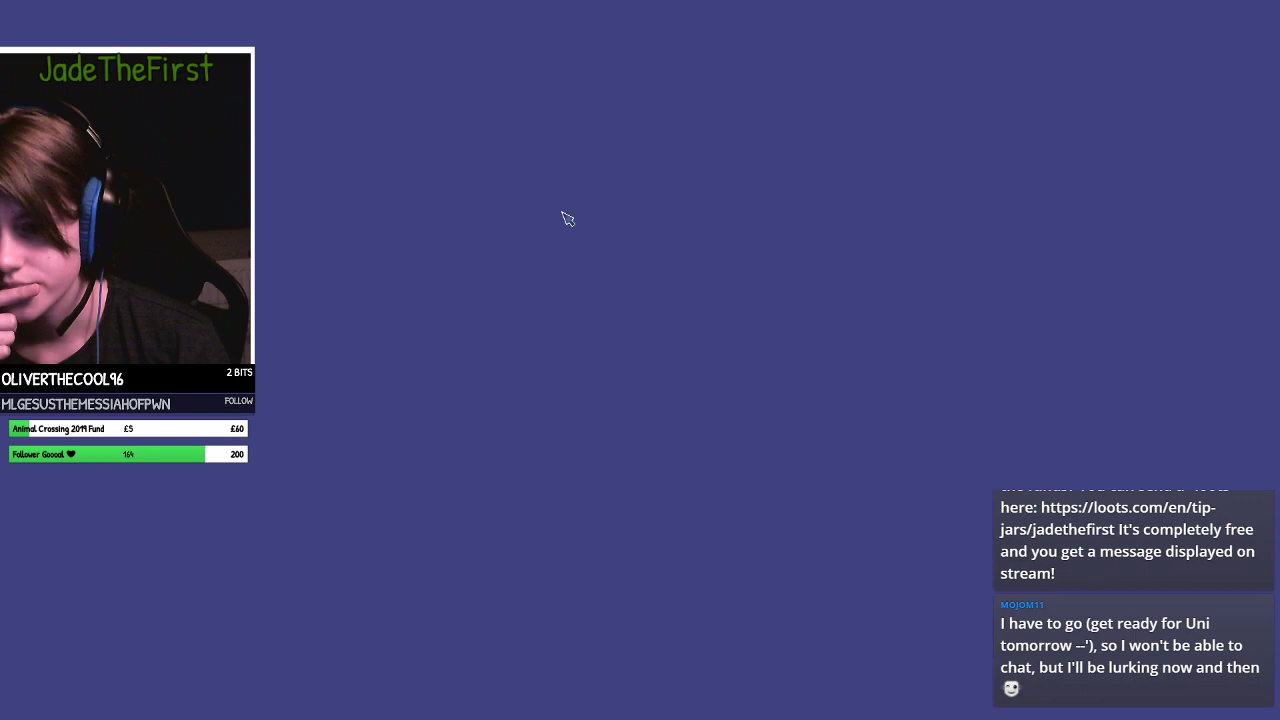 JadeTheFirst
OLIVERTHECOOL96
2 BITS
MLGESUSTHEMESSIAHOFPWN
FOLLOW
Animal Crossing 2019 Fund £5 £60
Follower Goooal ❤ 164 200
here: https://loots.com/en/tip-
jars/jadethefirst It's completely free
and you get a message displayed on
stream!
MOJOM11
I have to go (get ready for Uni
tomorrow --'), so I won't be able to
chat, but I'll be lurking now and then